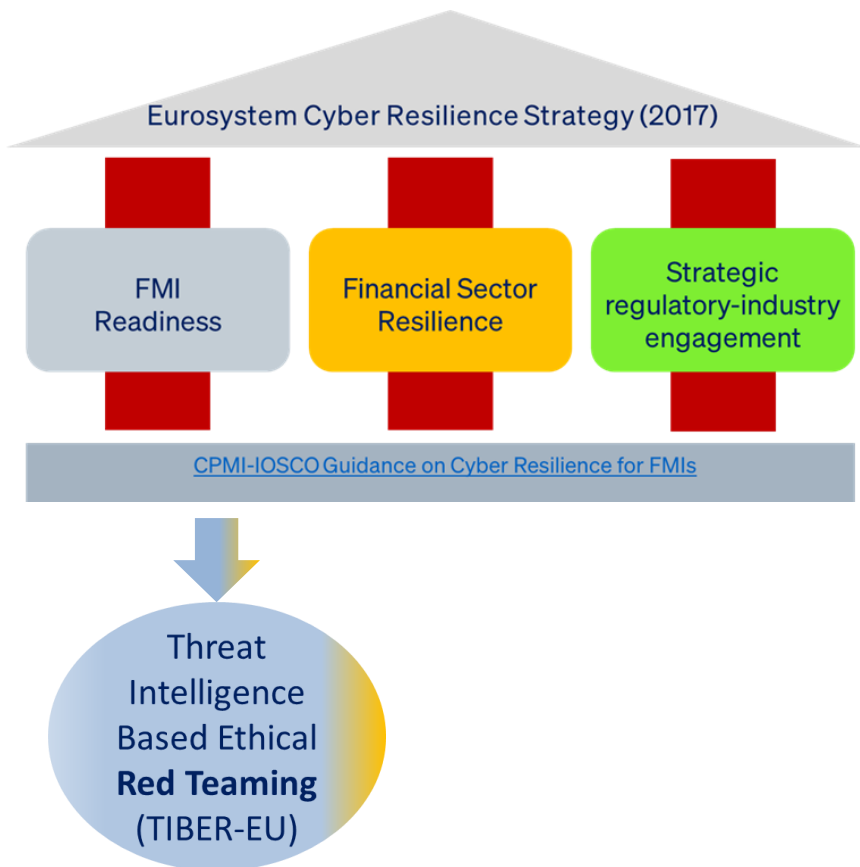 Eurosystem Cyber Resilience Strategy (2017)
FMI
Readiness
Financial Sector
Resilience
Strategic
regulatory-industry
engagement
CPMI-IOSCO Guidance on Cyber Resilience for FMIs
Threat
Intelligence
Based Ethical
Red Teaming
(TIBER-EU)